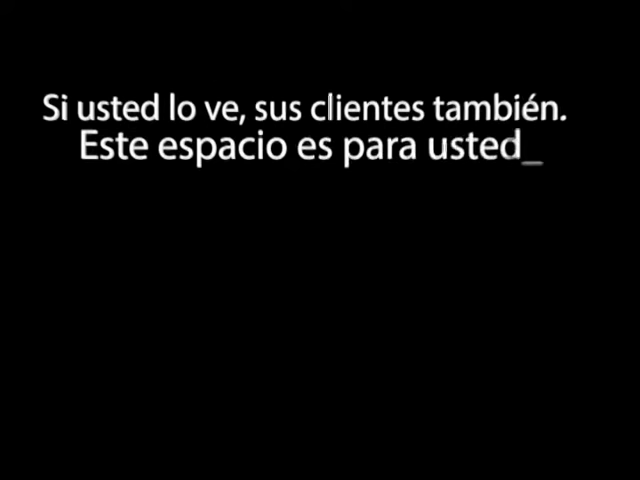 Si usted lo ve, sus clientes también.
Este espacio es para usted_